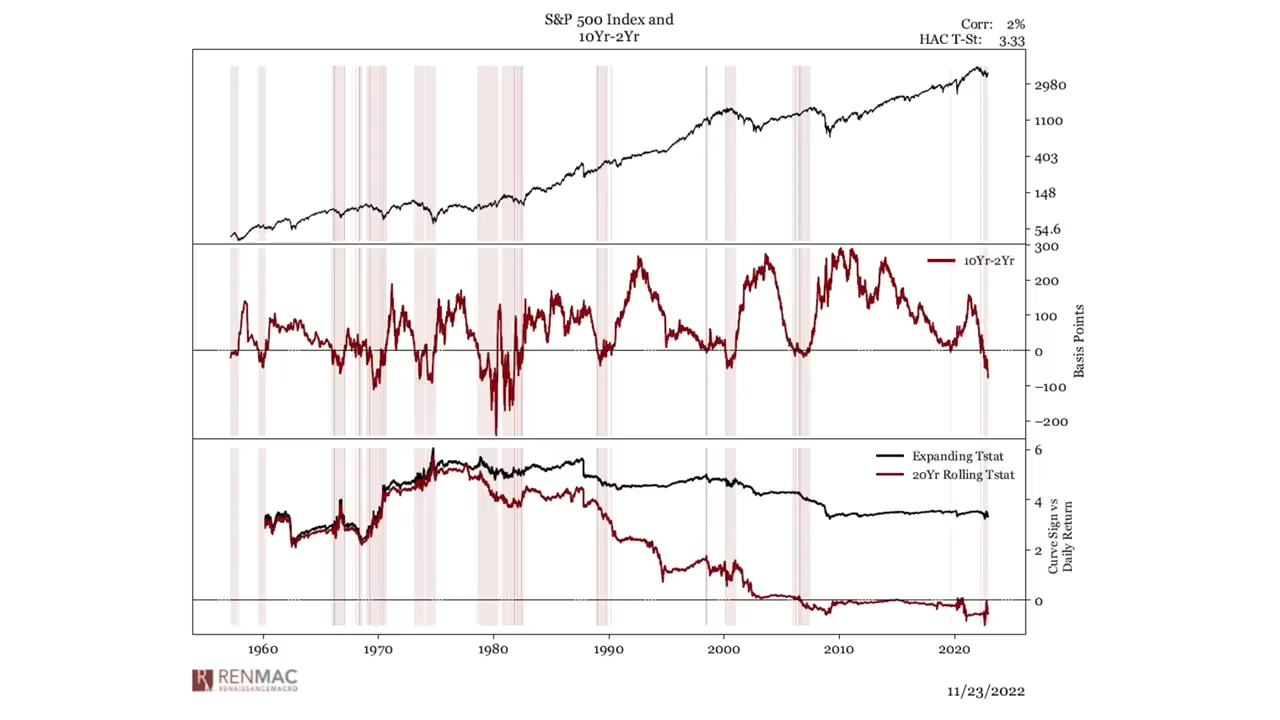 S&P 500 Index and
10Yr-2Yr
Corr: 2%
HAC T-St: 3.33
2980
1100
403
148
54.6
300
200
100
0
−100
−200
Basis Points
10Yr-2Yr
6
4
2
0
Curve Sign vs
Daily Return
Expanding Tstat
20Yr Rolling Tstat
1960 1970 1980 1990 2000 2010 2020
R RENMAC
RENAISSANCEMACRO
11/23/2022